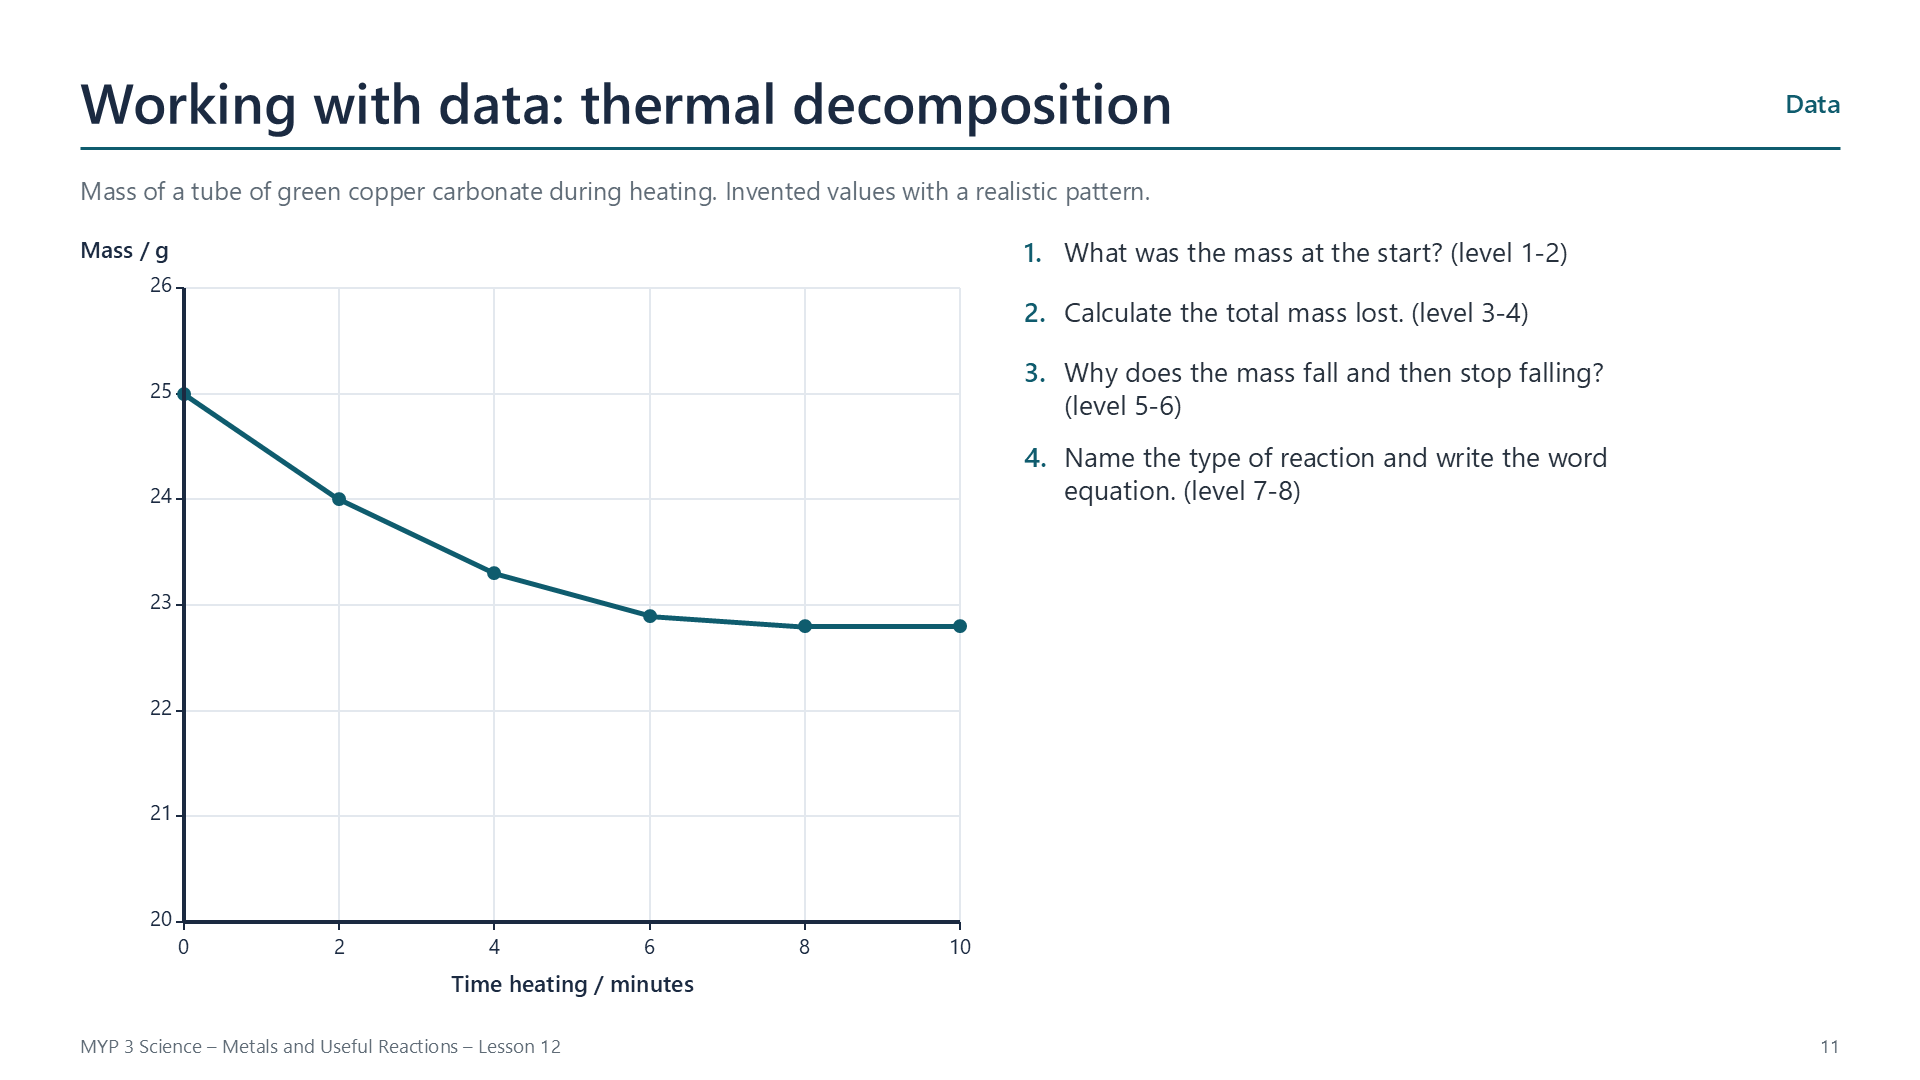 Working with data: thermal decomposition
Data
Mass of a tube of green copper carbonate during heating. Invented values with a realistic pattern.
Mass / g
26
25
24
23
22
21
20
0 2 4 6 8 10
Time heating / minutes
1. What was the mass at the start? (level 1-2)
2. Calculate the total mass lost. (level 3-4)
3. Why does the mass fall and then stop falling?
(level 5-6)
4. Name the type of reaction and write the word
equation. (level 7-8)
MYP 3 Science – Metals and Useful Reactions – Lesson 12
11